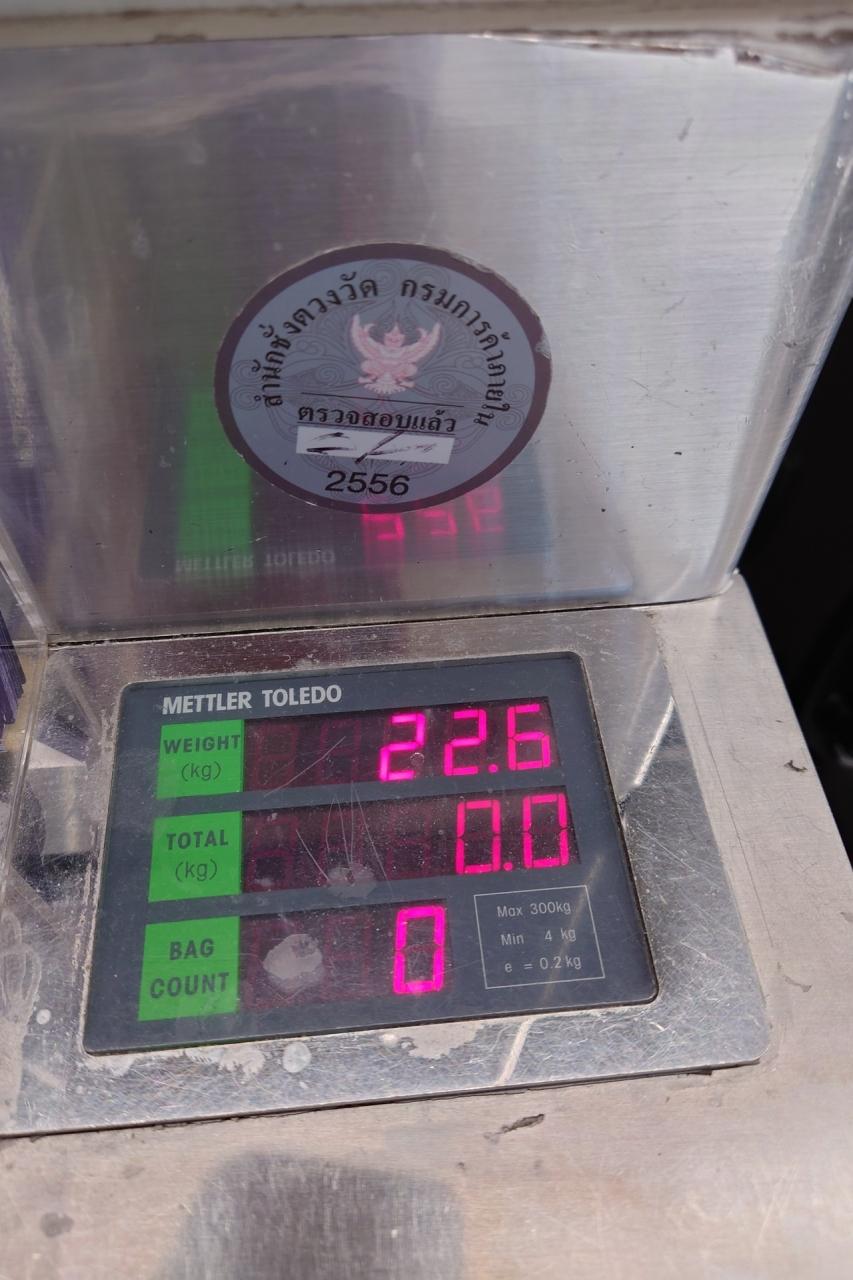 สำนักชั่งตวงวัด กรมการค้าภายใน
ตรวจสอบแล้ว
2556
METTLER TOLEDO
METTLER TOLEDO
WEIGHT
(kg)
22.6
TOTAL
(kg)
0.0
BAG
COUNT
0
Max 300kg
Min 4 kg
e = 0.2kg